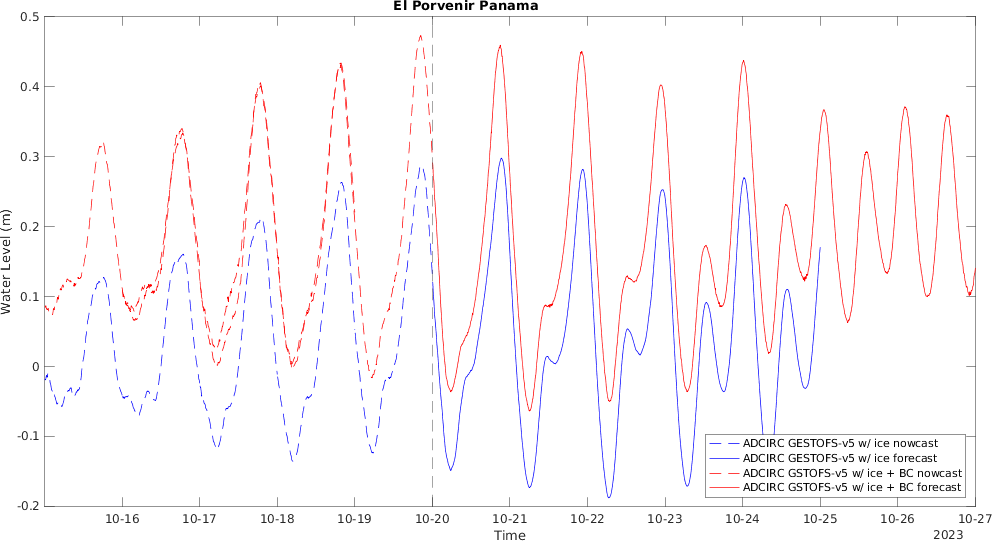 El Porvenir Panama
0.5
0.4
0.3
0.2
0.1
0
-0.1
-0.2
Water Level (m)
ADCIRC GESTOFS-v5 w/ ice nowcast
ADCIRC GESTOFS-v5 w/ ice forecast
ADCIRC GSTOFS-v5 w/ ice + BC nowcast
ADCIRC GSTOFS-v5 w/ ice + BC forecast
10-16 10-17 10-18 10-19 10-20 10-21 10-22 10-23 10-24 10-25 10-26 10-27
Time
2023